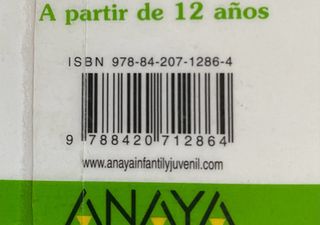 A partir de 12 años
ISBN 978-84-207-1286-4
9 788420 712864
www.anayainfantilyjuvenil.com
ANAYA